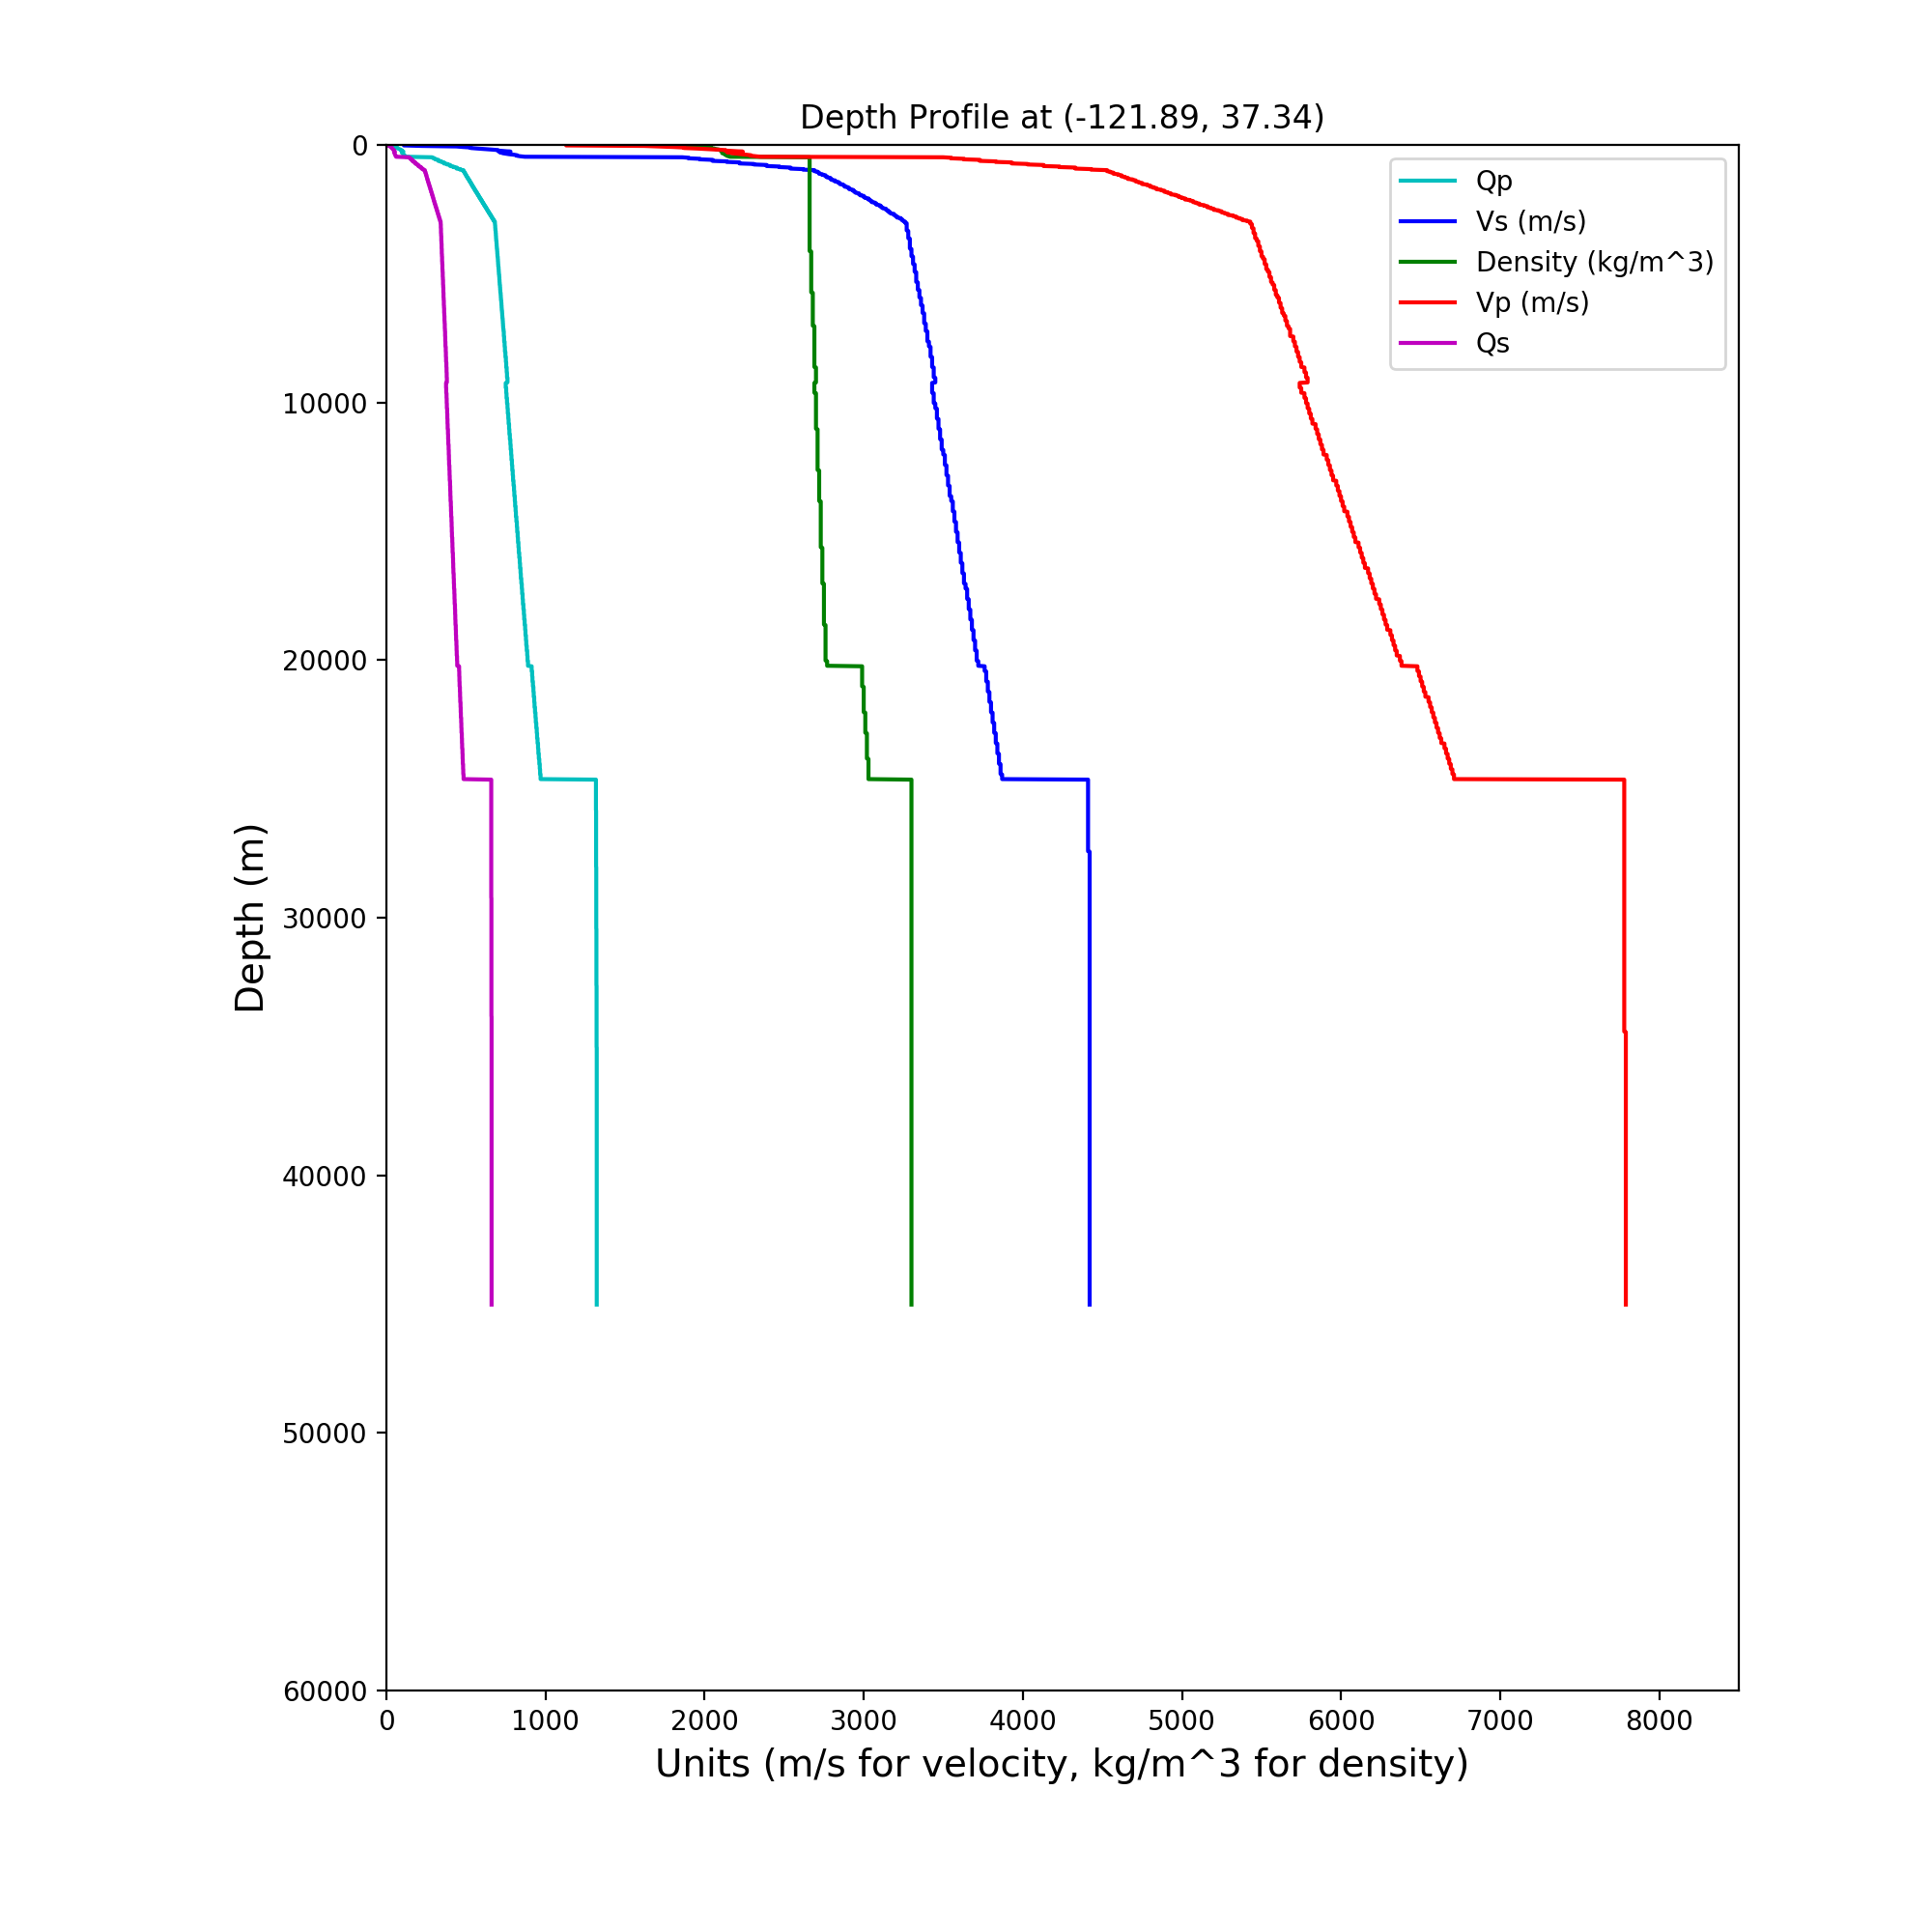 Depth Profile at (-121.89, 37.34)
0
10000
20000
30000
40000
50000
60000
Depth (m)
Qp
Vs (m/s)
Density (kg/m^3)
Vp (m/s)
Qs
0 1000 2000 3000 4000 5000 6000 7000 8000
Units (m/s for velocity, kg/m^3 for density)